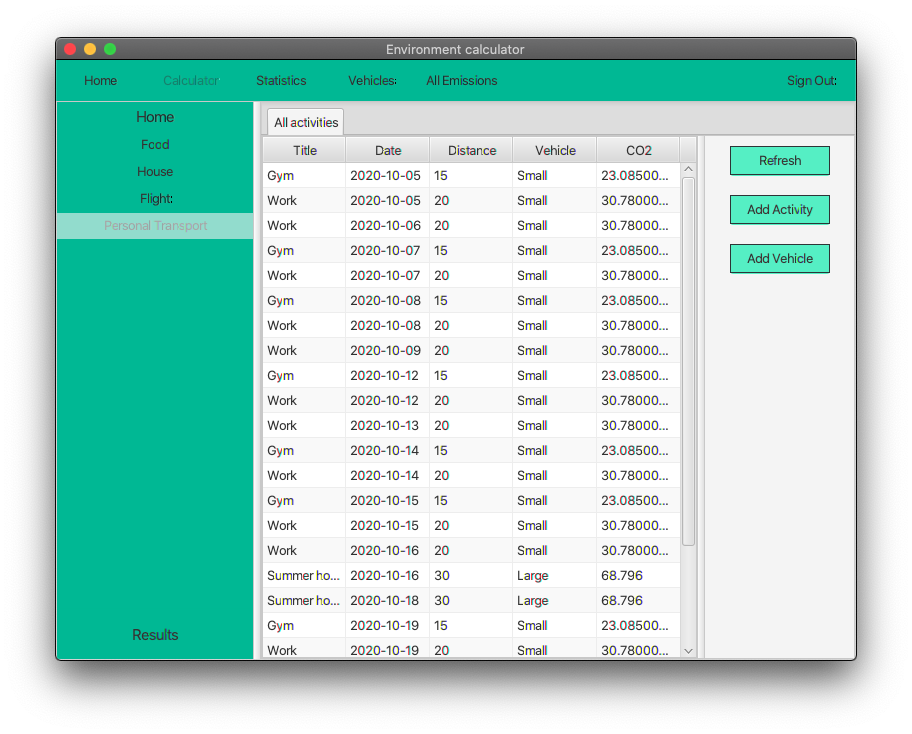 Environment calculator
Home Calculator Statistics Vehicles: All Emissions Sign Out:
Home
Food
House
Flight:
Personal Transport
Results
All activities
Title Date Distance Vehicle CO2
Gym 2020-10-05 15 Small 23.08500...
Work 2020-10-05 20 Small 30.78000...
Work 2020-10-06 20 Small 30.78000...
Gym 2020-10-07 15 Small 23.08500...
Work 2020-10-07 20 Small 30.78000...
Gym 2020-10-08 15 Small 23.08500...
Work 2020-10-08 20 Small 30.78000...
Work 2020-10-09 20 Small 30.78000...
Gym 2020-10-12 15 Small 23.08500...
Work 2020-10-12 20 Small 30.78000...
Work 2020-10-13 20 Small 30.78000...
Gym 2020-10-14 15 Small 23.08500...
Work 2020-10-14 20 Small 30.78000...
Gym 2020-10-15 15 Small 23.08500...
Work 2020-10-15 20 Small 30.78000...
Work 2020-10-16 20 Small 30.78000...
Summer ho... 2020-10-16 30 Large 68.796
Summer ho... 2020-10-18 30 Large 68.796
Gym 2020-10-19 15 Small 23.08500...
Work 2020-10-19 20 Small 30.78000...
Refresh
Add Activity
Add Vehicle